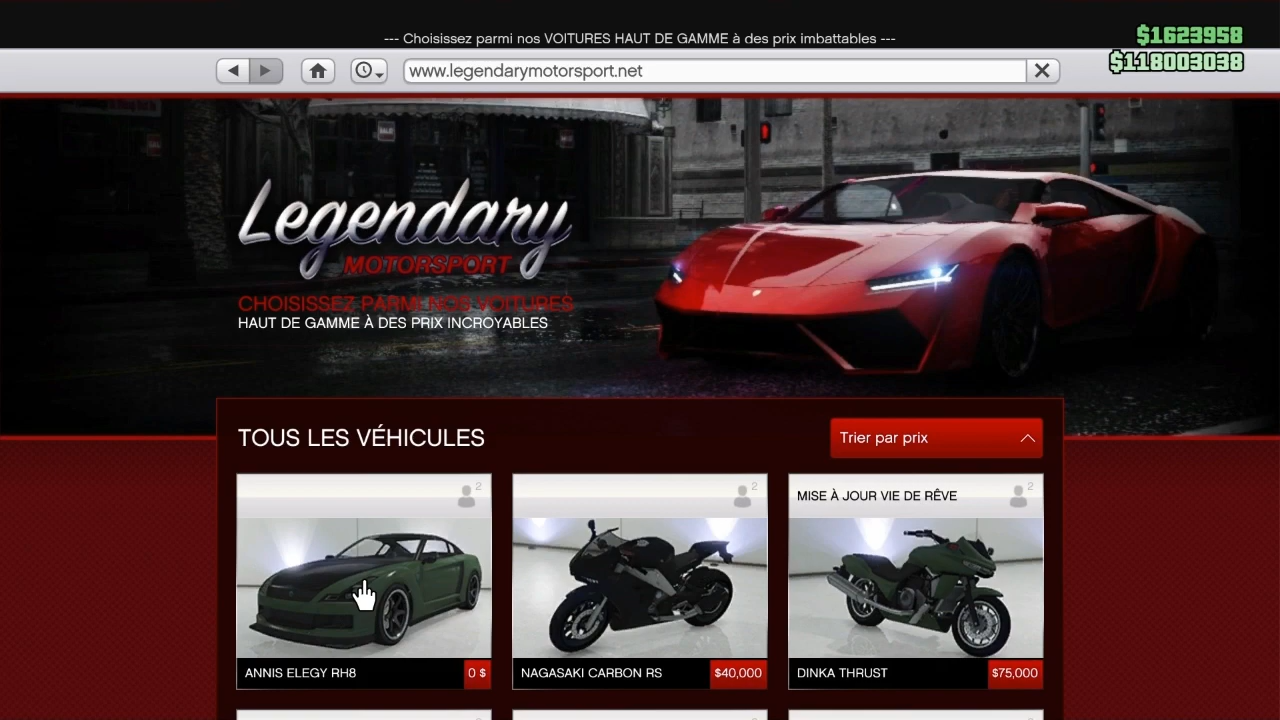 --- Choisissez parmi nos VOITURES HAUT DE GAMME à des prix imbattables ---
$1623958
$118003038
www.legendarymotorsport.net
SALE!
Legendary
MOTORSPORT
CHOISISSEZ PARMI NOS VOITURES
HAUT DE GAMME À DES PRIX INCROYABLES
TOUS LES VÉHICULES
Trier par prix
2
2
MISE À JOUR VIE DE RÊVE
2
ANNIS ELEGY RH8
0 $
NAGASAKI CARBON RS
$40,000
DINKA THRUST
$75,000